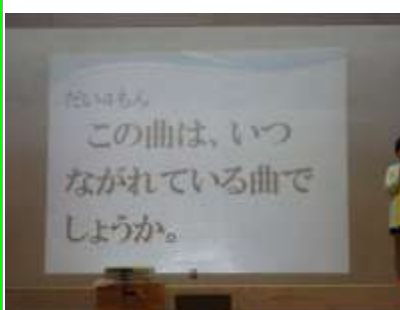 だい4もん
この曲は、いつ
ながれている曲で
しょうか。